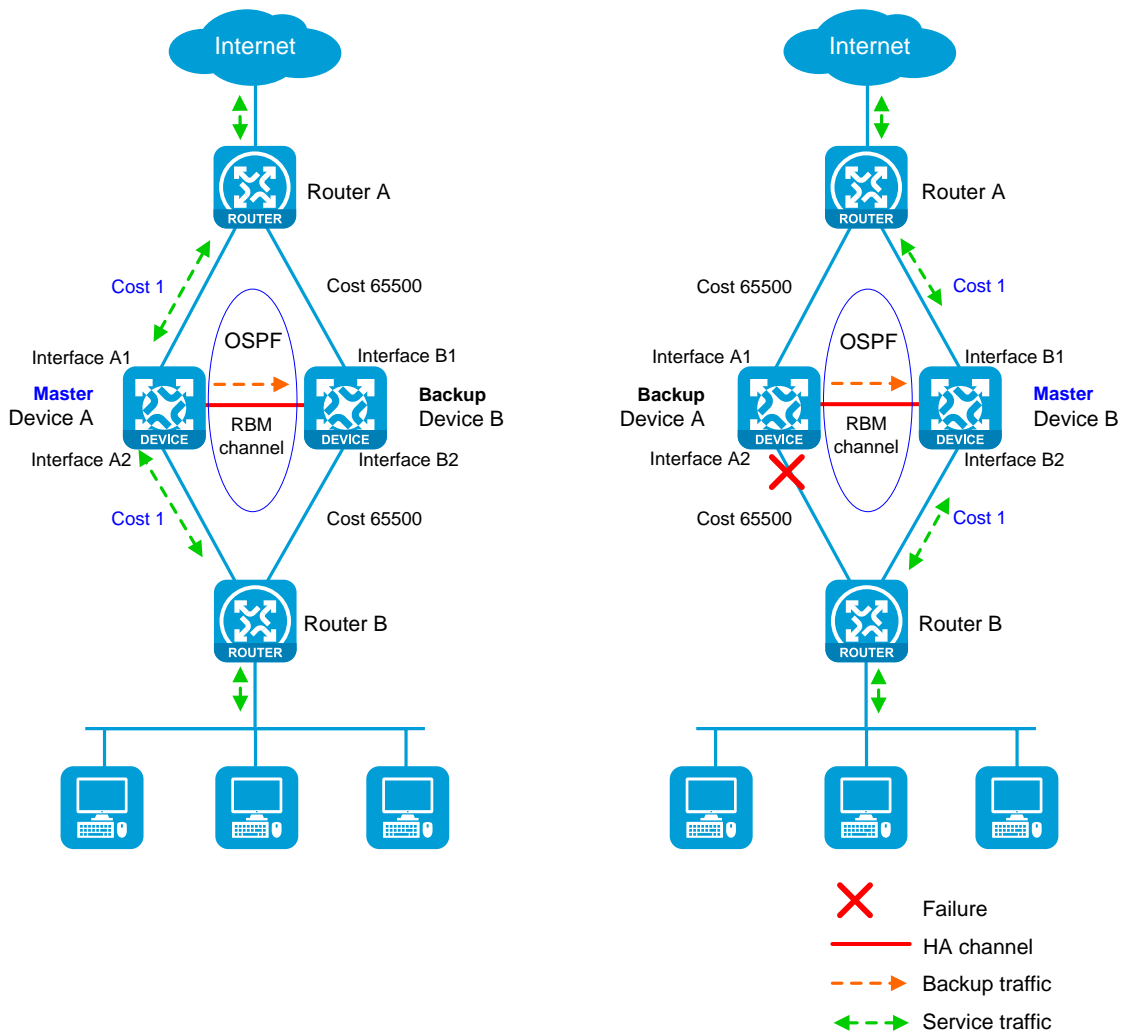 Internet
ROUTER
Router A
Cost 1
Cost 65500
OSPF
Interface A1
Interface B1
Master
Device A
DEVICE
RBM
channel
DEVICE
Backup
Device B
Interface A2
Interface B2
Cost 1
Cost 65500
ROUTER
Router B
Internet
ROUTER
Router A
Cost 65500
Cost 1
OSPF
Interface A1
Interface B1
Backup
Device A
DEVICE
RBM
channel
DEVICE
Master
Device B
Interface A2
Interface B2
Cost 65500
Cost 1
ROUTER
Router B
Failure
HA channel
Backup traffic
Service traffic